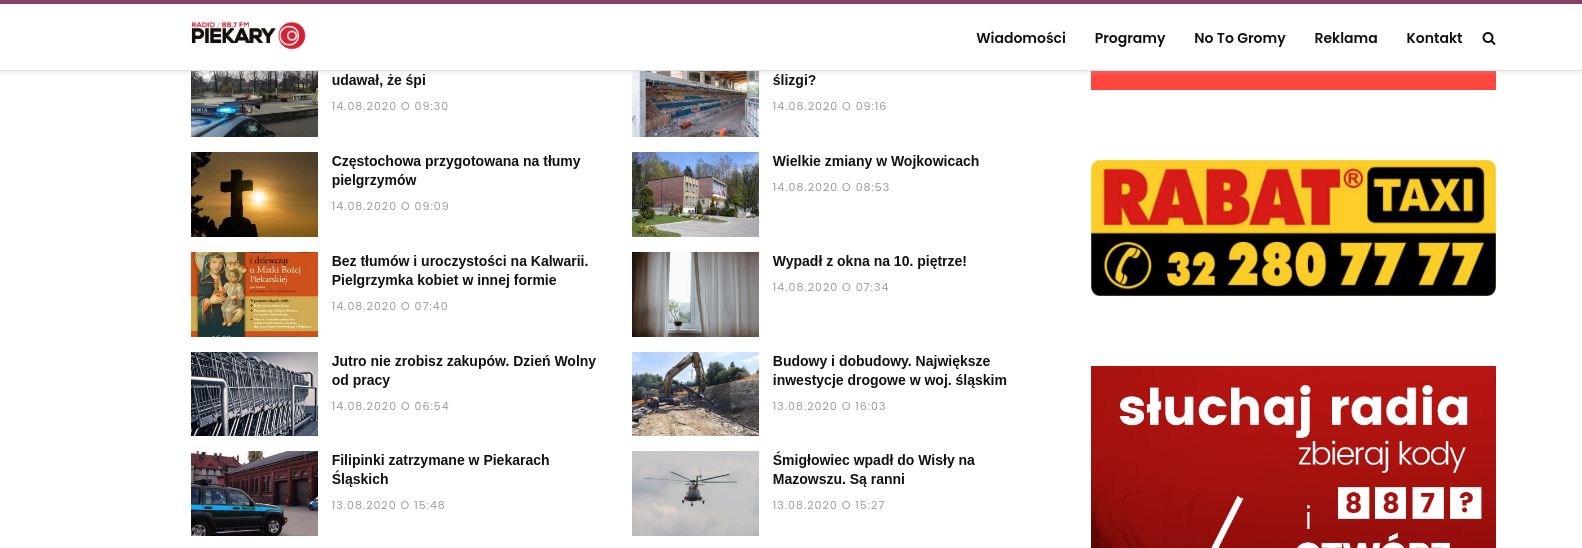 RADIO / 88.7 FM
PIEKARY
Wiadomości
Programy
No To Gromy
Reklama
Kontakt
udawał, że śpi
14.08.2020 O 09:30
ślizgi?
14.08.2020 O 09:16
Częstochowa przygotowana na tłumy
pielgrzymów
14.08.2020 O 09:09
Wielkie zmiany w Wojkowicach
14.08.2020 O 08:53
i dziewcząt
u Matki Bożej
Piekarskiej
Bez tłumów i uroczystości na Kalwarii.
Pielgrzymka kobiet w innej formie
14.08.2020 O 07:40
Wypadł z okna na 10. piętrze!
14.08.2020 O 07:34
Jutro nie zrobisz zakupów. Dzień Wolny
od pracy
14.08.2020 O 06:54
Budowy i dobudowy. Największe
inwestycje drogowe w woj. śląskim
13.08.2020 O 16:03
Filipinki zatrzymane w Piekarach
Śląskich
13.08.2020 O 15:48
Śmigłowiec wpadł do Wisły na
Mazowszu. Są ranni
13.08.2020 O 15:27
RABAT® TAXI
32 280 77 77
słuchaj radia
zbieraj kody
i 8 8 7 ?
OTWÓRZ